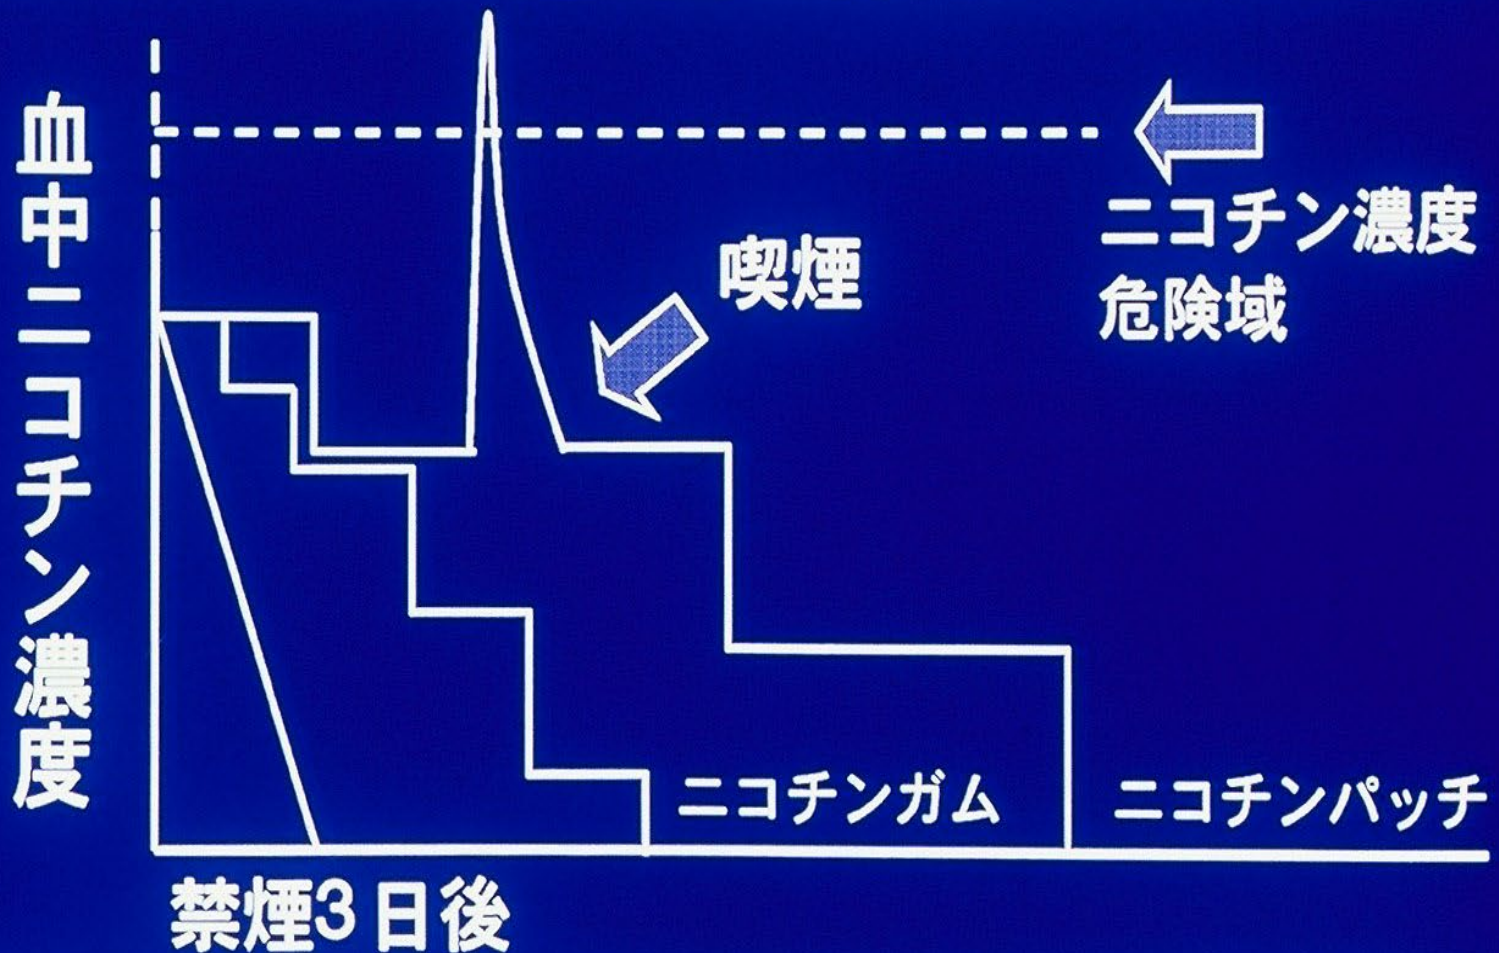 血中ニコチン濃度
喫煙
ニコチン濃度
危険域
ニコチンガム
ニコチンパッチ
禁煙3日後